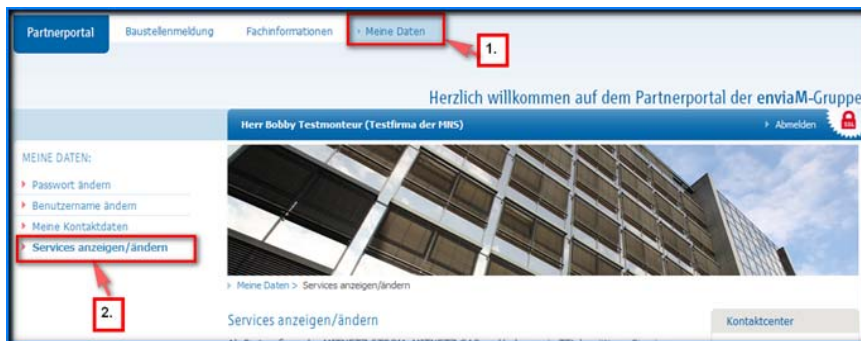 Partnerportal Baustellenmeldung Fachinformationen Meine Daten
1.
Herzlich willkommen auf dem Partnerportal der enviaM-Gruppe
Herr Bobby Testmonteur (Testfirma der MNS) Abmelden
SSL
MEINE DATEN:
Passwort ändern
Benutzername ändern
Meine Kontaktdaten
Services anzeigen/ändern
2.
Meine Daten > Services anzeigen/ändern
Services anzeigen/ändern
Kontaktcenter